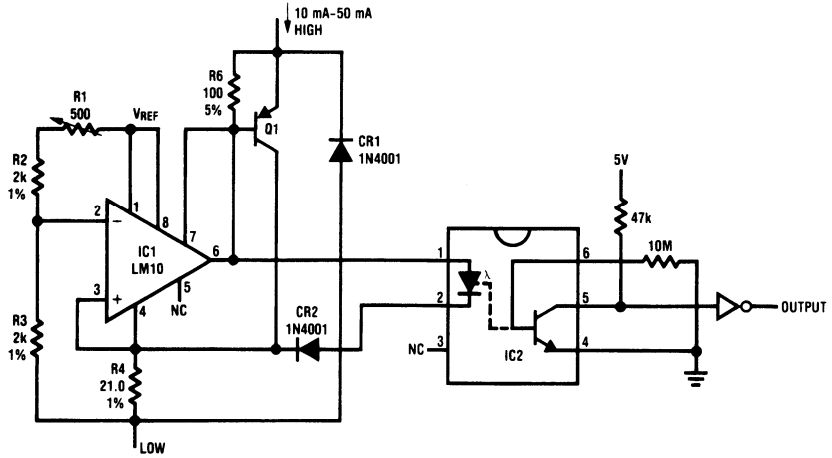 10 mA-50 mA
HIGH
R6
100
5%
R1
500
VREF
Q1
CR1
1N4001
5V
R2
2k
1%
47k
1
8
7
2
−
IC1
LM10
6
5
NC
3
+
4
10M
1
6
λ
2
5
CR2
1N4001
OUTPUT
R3
2k
1%
NC
3
IC2
4
R4
21.0
1%
LOW